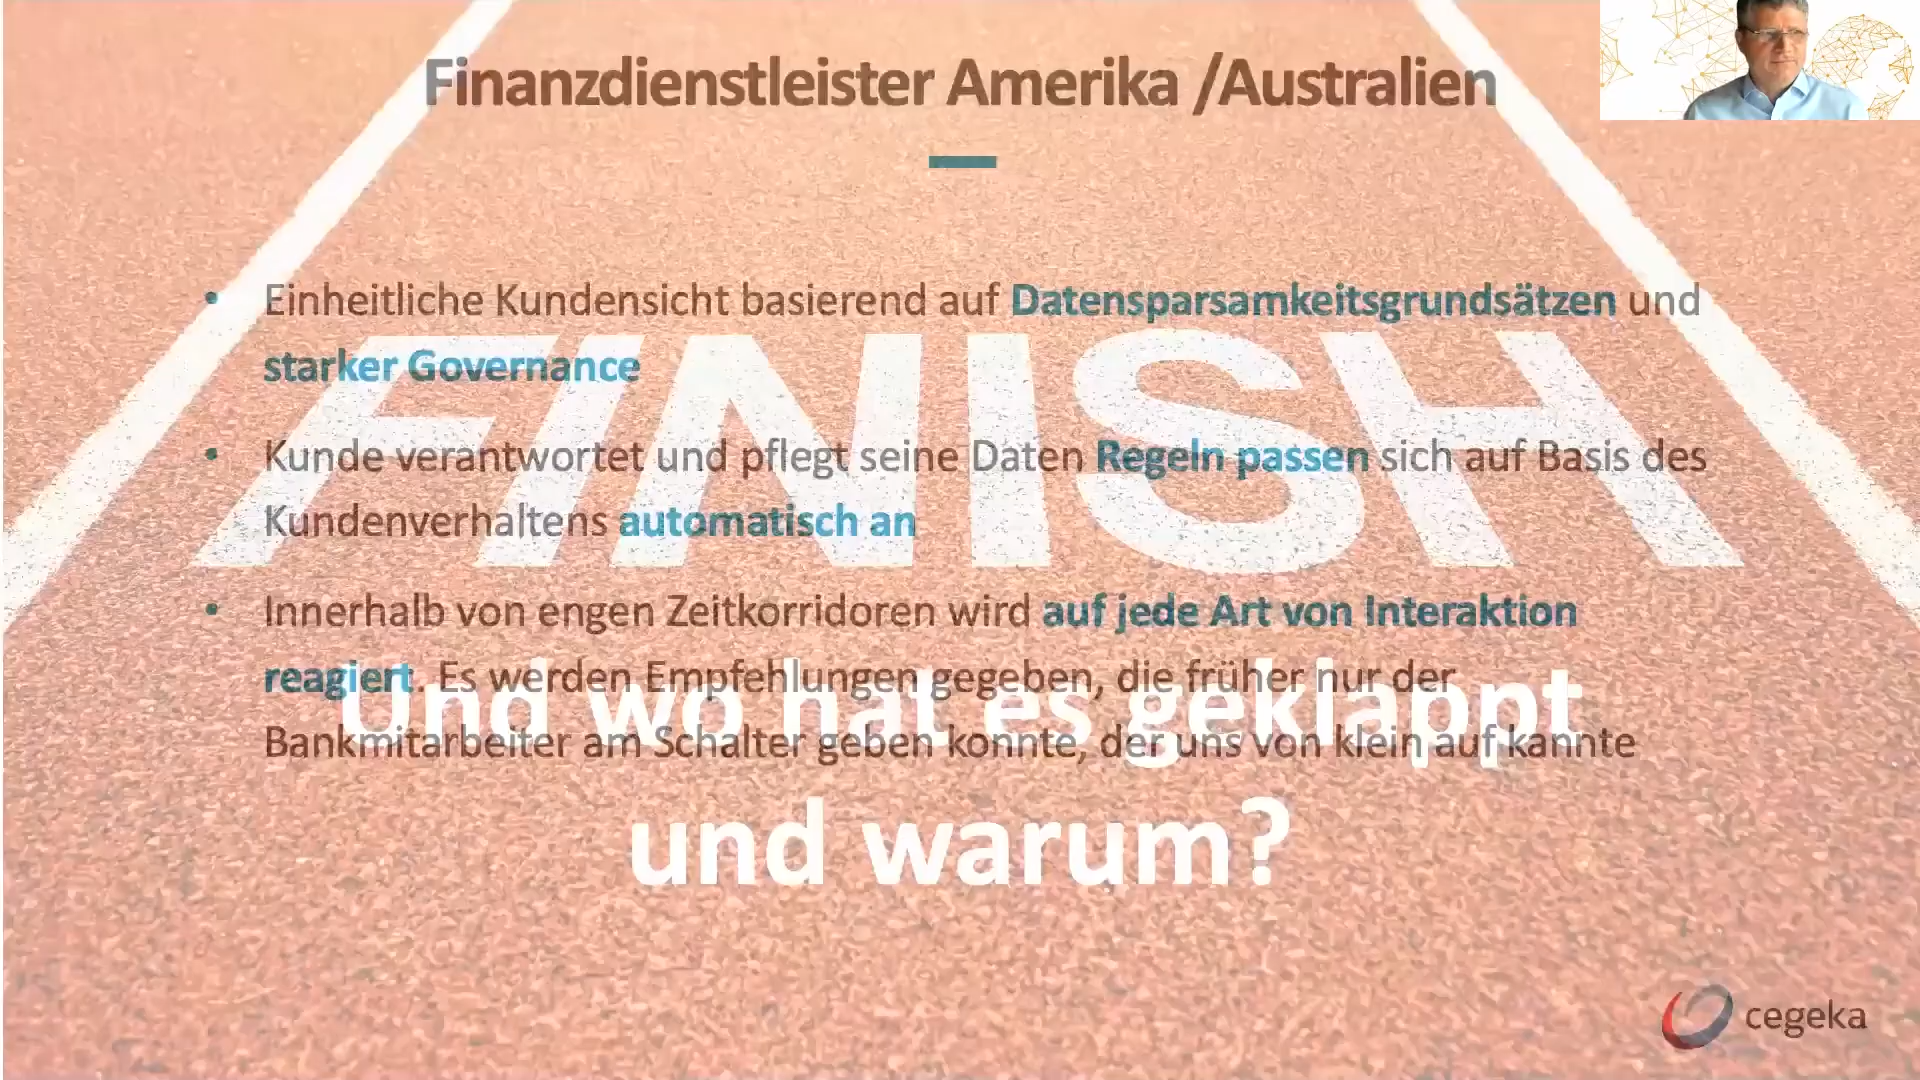 Finanzdienstleister Amerika /Australien
• Einheitliche Kundensicht basierend auf Datensparsamkeitsgrundsätzen und
starker Governance
FINISH
• Kunde verantwortet und pflegt seine Daten Regeln passen sich auf Basis des
Kundenverhaltens automatisch an
• Innerhalb von engen Zeitkorridoren wird auf jede Art von Interaktion
reagiert. Es werden Empfehlungen gegeben, die früher nur der
Bankmitarbeiter am Schalter geben konnte, der uns von klein auf kannte
Und wo hat es geklappt
und warum?
cegeka